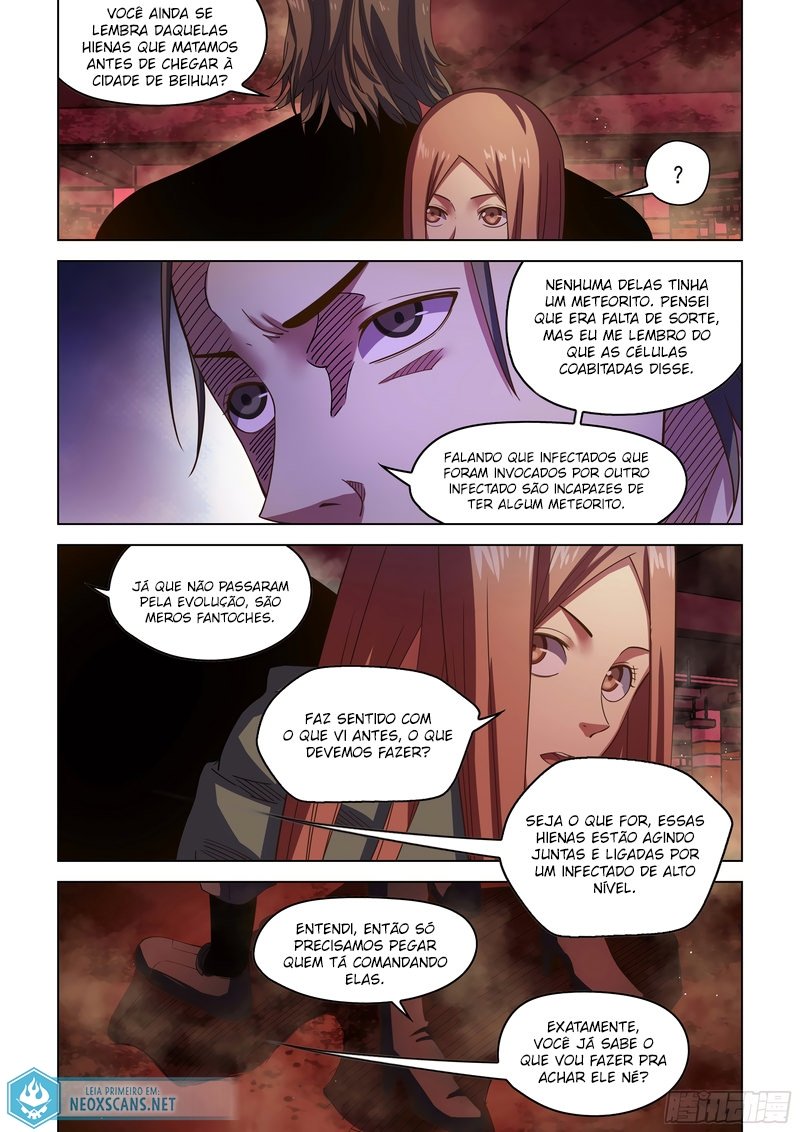 VOCÊ AINDA SE
LEMBRA DAQUELAS
HIENAS QUE MATAMOS
ANTES DE CHEGAR À
CIDADE DE BEIHUA?
?
NENHUMA DELAS TINHA
UM METEORITO. PENSEI
QUE ERA FALTA DE SORTE,
MAS EU ME LEMBRO DO
QUE AS CÉLULAS
COABITADAS DISSE.
FALANDO QUE INFECTADOS QUE
FORAM INVOCADOS POR OUTRO
INFECTADO SÃO INCAPAZES DE
TER ALGUM METEORITO.
JÁ QUE NÃO PASSARAM
PELA EVOLUÇÃO, SÃO
MEROS FANTOCHES.
FAZ SENTIDO COM
O QUE VI ANTES, O QUE
DEVEMOS FAZER?
SEJA O QUE FOR, ESSAS
HIENAS ESTÃO AGINDO
JUNTAS E LIGADAS POR
UM INFECTADO DE ALTO
NÍVEL.
ENTENDI, ENTÃO SÓ
PRECISAMOS PEGAR
QUEM TÁ COMANDANDO
ELAS.
EXATAMENTE,
VOCÊ JÁ SABE O
QUE VOU FAZER PRA
ACHAR ELE NÉ?
LEIA PRIMEIRO EM:
NEOXSCANS.NET
腾讯动漫